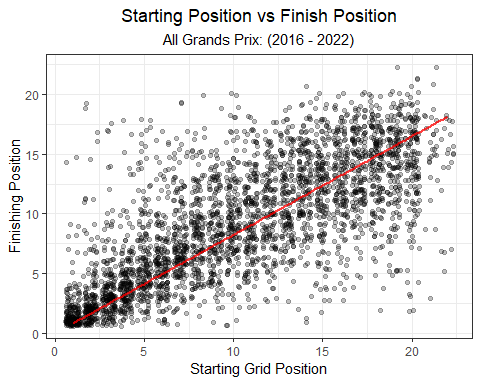 Starting Position vs Finish Position
All Grands Prix: (2016 - 2022)
Finishing Position
20
15
10
5
0
0 5 10 15 20
Starting Grid Position